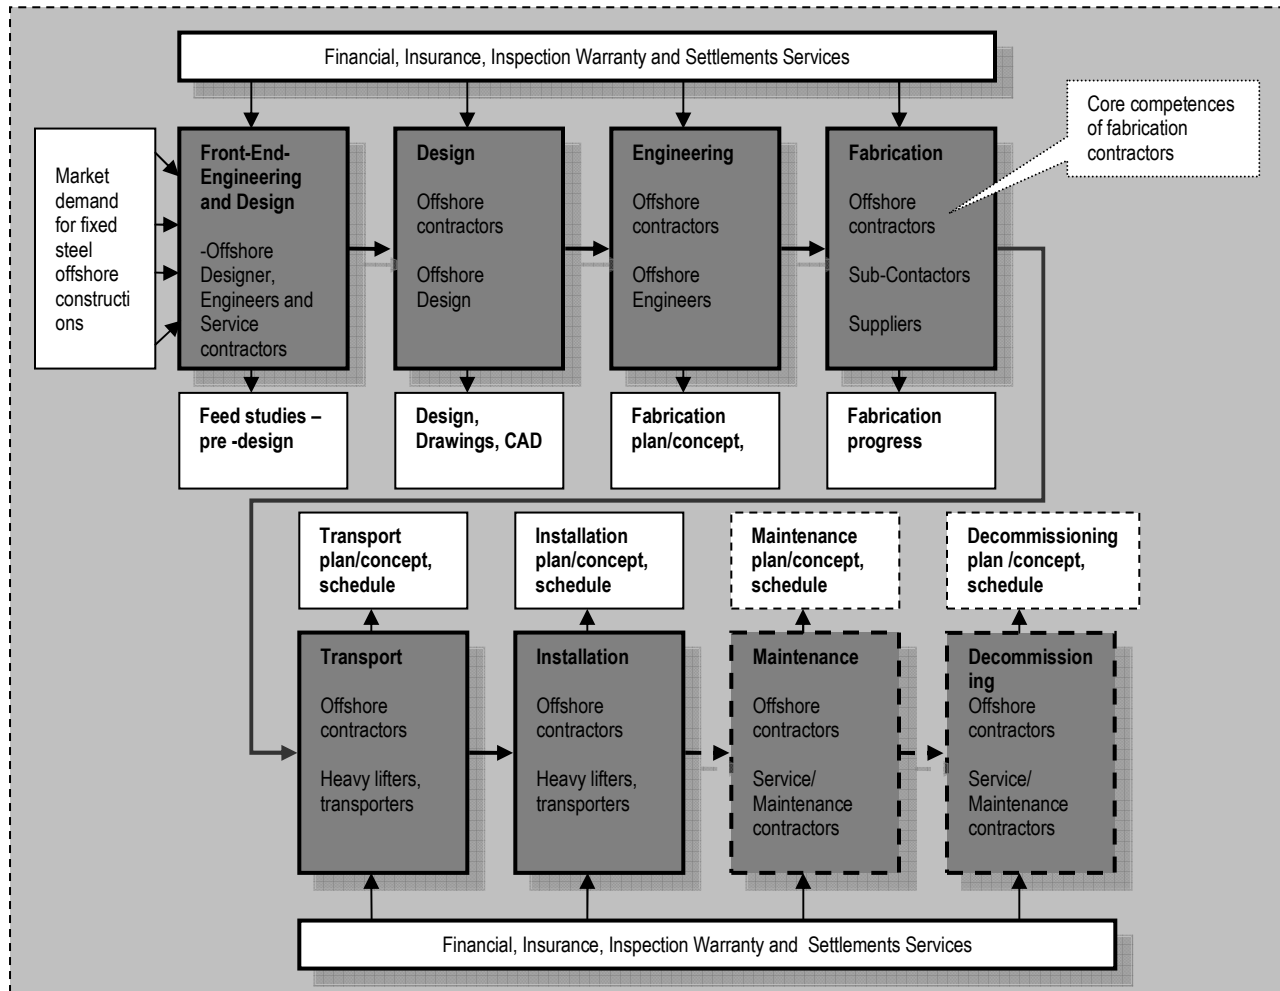 Financial, Insurance, Inspection Warranty and Settlements Services
Core competences
of fabrication
contractors
Market
demand
for fixed
steel
offshore
constructi
ons
Front-End-
Engineering
and Design
-Offshore
Designer,
Engineers and
Service
contractors
Design
Offshore
contractors
Offshore
Design
Engineering
Offshore
contractors
Offshore
Engineers
Fabrication
Offshore
contractors
Sub-Contactors
Suppliers
Feed studies –
pre -design
Design,
Drawings, CAD
Fabrication
plan/concept,
Fabrication
progress
Transport
plan/concept,
schedule
Installation
plan/concept,
schedule
Maintenance
plan/concept,
schedule
Decommissioning
plan /concept,
schedule
Transport
Offshore
contractors
Heavy lifters,
transporters
Installation
Offshore
contractors
Heavy lifters,
transporters
Maintenance
Offshore
contractors
Service/
Maintenance
contractors
Decommission
ing
Offshore
contractors
Service/
Maintenance
contractors
Financial, Insurance, Inspection Warranty and  Settlements Services